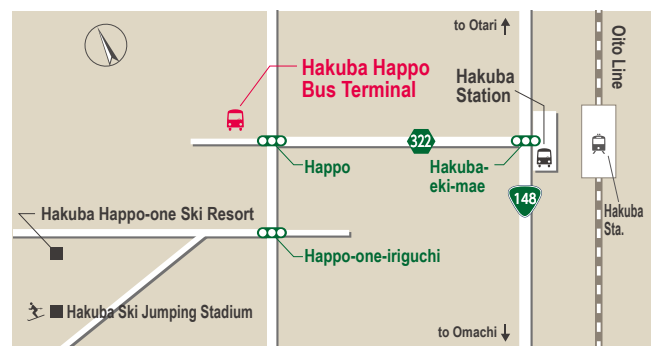 to Otari
Oito Line
Hakuba Happo
Bus Terminal
Hakuba
Station
322
Happo
Hakuba-
eki-mae
148
Hakuba
Sta.
Hakuba Happo-one Ski Resort
Happo-one-iriguchi
Hakuba Ski Jumping Stadium
to Omachi